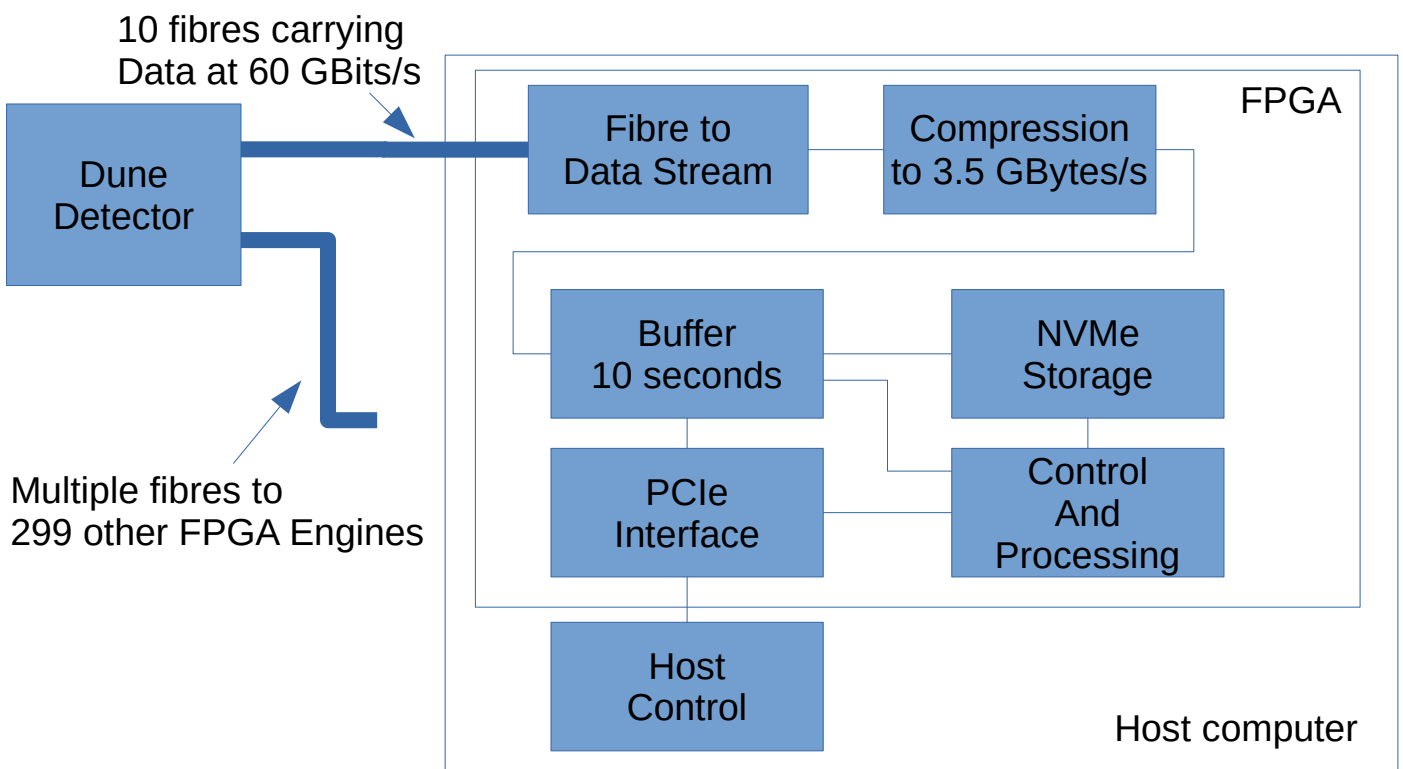 10 fibres carrying
Data at 60 GBits/s
FPGA
Dune
Detector
Fibre to
Data Stream
Compression
to 3.5 GBytes/s
Buffer
10 seconds
NVMe
Storage
Multiple fibres to
299 other FPGA Engines
PCIe
Interface
Control
And
Processing
Host
Control
Host computer